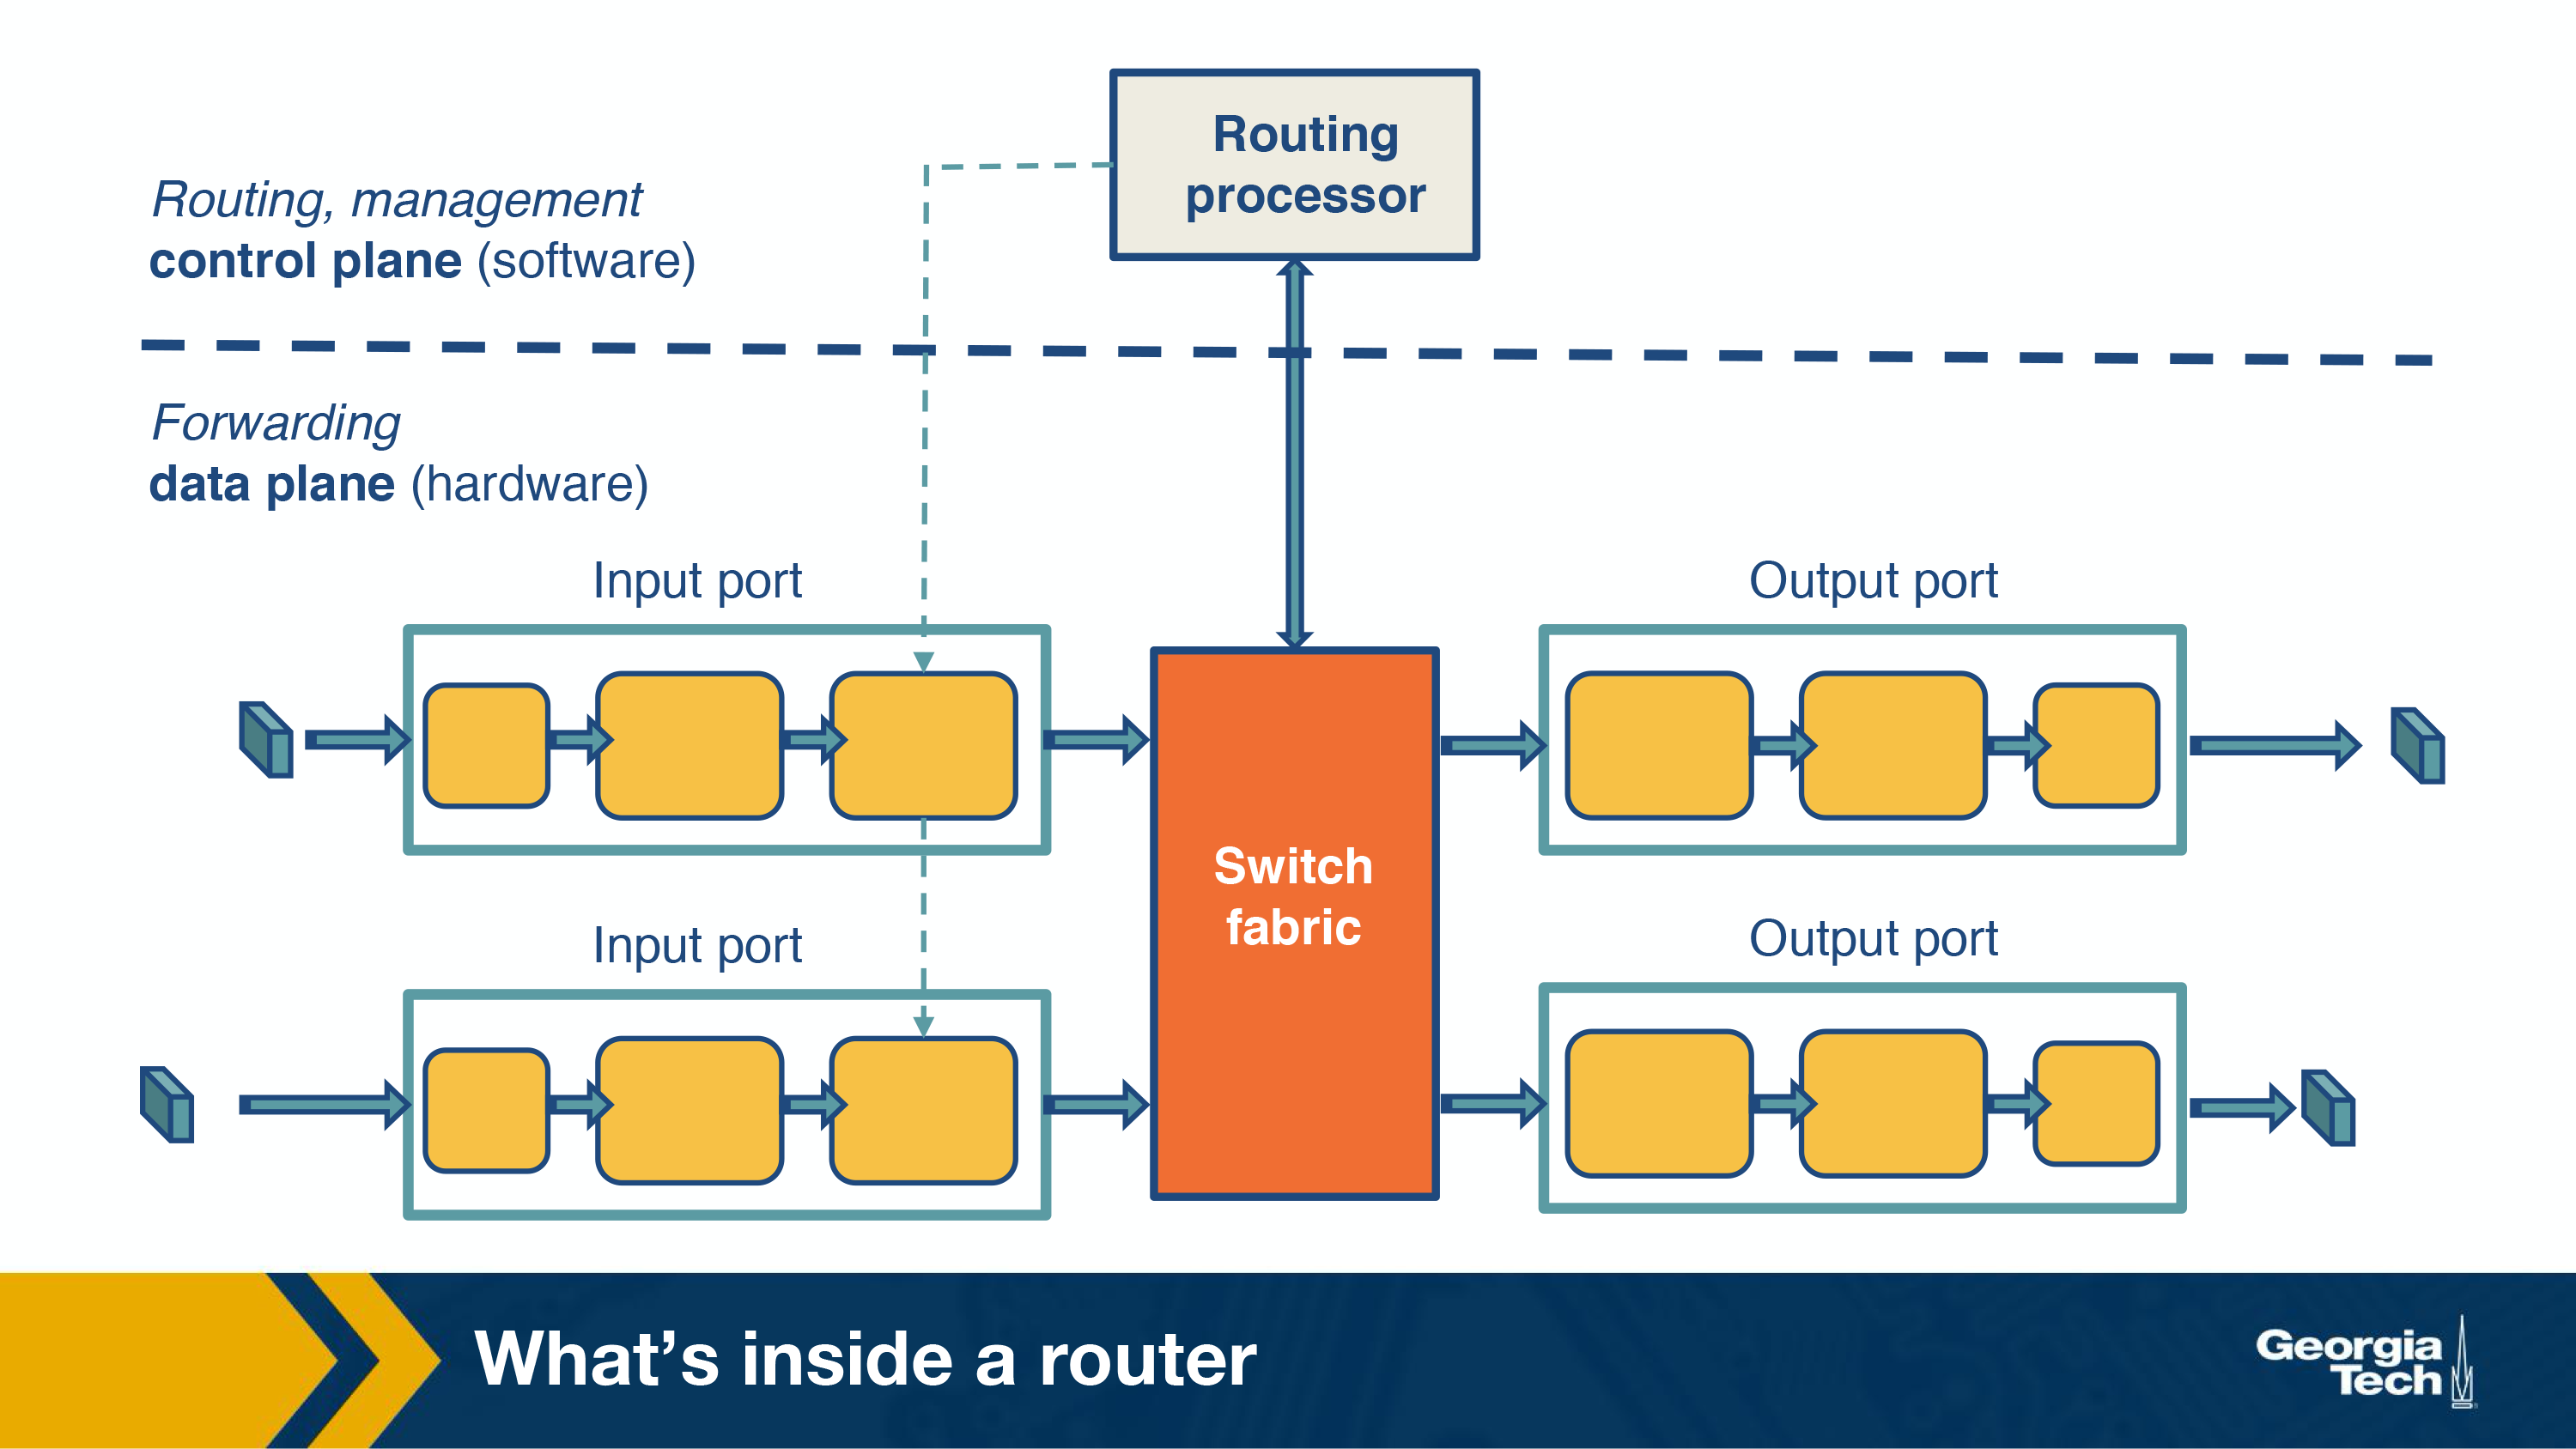 Routing
processor
Routing, management
control plane (software)
Forwarding
data plane (hardware)
Input port
Output port
Switch
fabric
Input port
Output port
What’s inside a router
Georgia
Tech